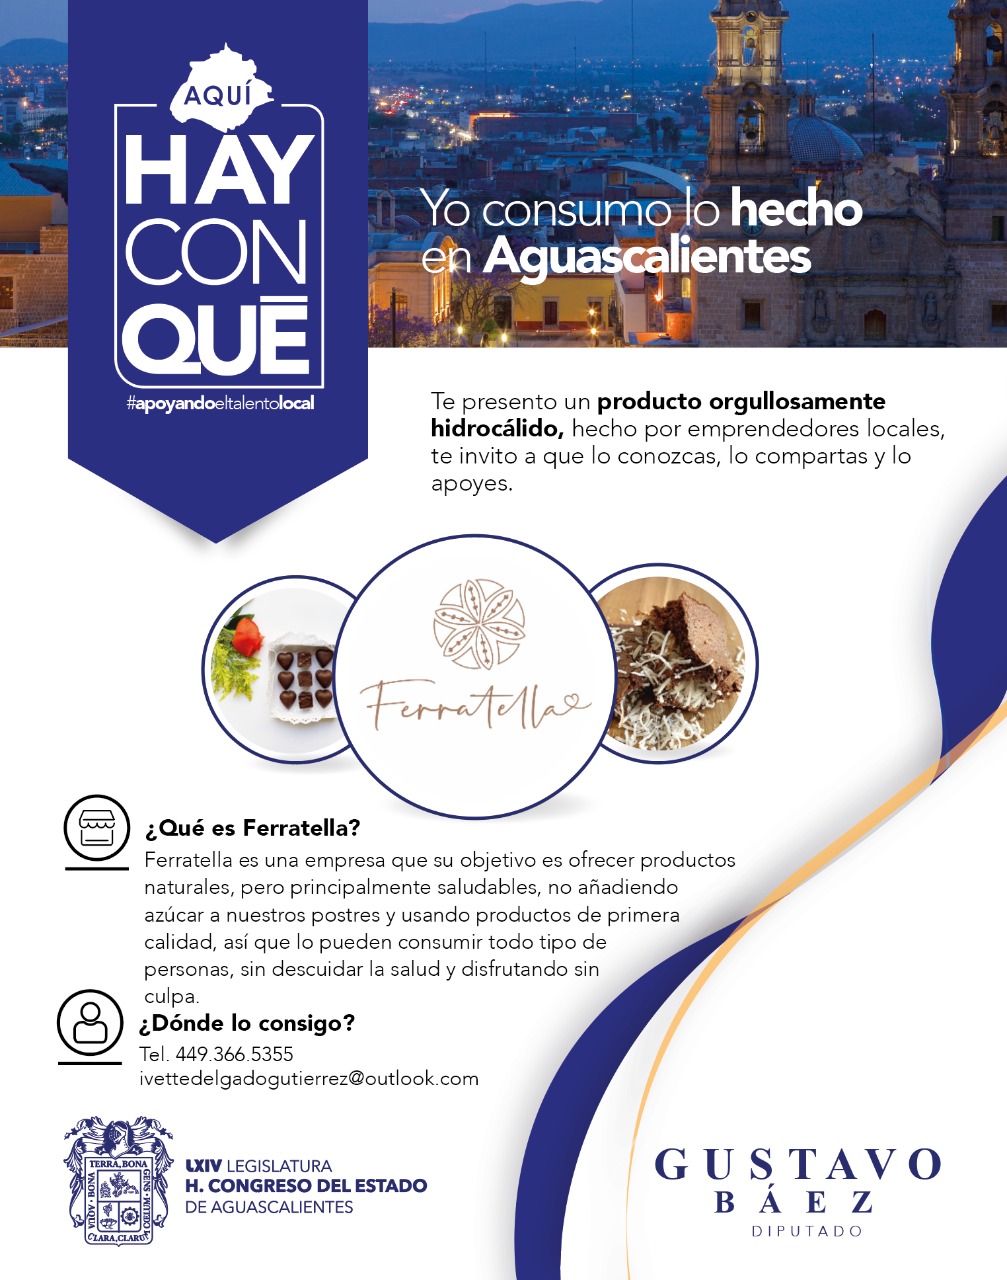 AQUÍ
HAY
CON
QUĒ
#apoyandoeltalentolocal
Yo consumo lo hecho
en Aguascalientes
Te presento un producto orgullosamente
hidrocálido, hecho por emprendedores locales,
te invito a que lo conozcas, lo compartas y lo
apoyes.
Ferratella
¿Qué es Ferratella?
Ferratella es una empresa que su objetivo es ofrecer productos
naturales, pero principalmente saludables, no añadiendo
azúcar a nuestros postres y usando productos de primera
calidad, así que lo pueden consumir todo tipo de
personas, sin descuidar la salud y disfrutando sin
culpa.
¿Dónde lo consigo?
Tel. 449.366.5355
ivettedelgadogutierrez@outlook.com
TERRA, BONA
GENS
BONA
AQUA
CLARA, CLARUM
LXIV LEGISLATURA
H. CONGRESO DEL ESTADO
DE AGUASCALIENTES
GUSTAVO
BÁEZ
DIPUTADO